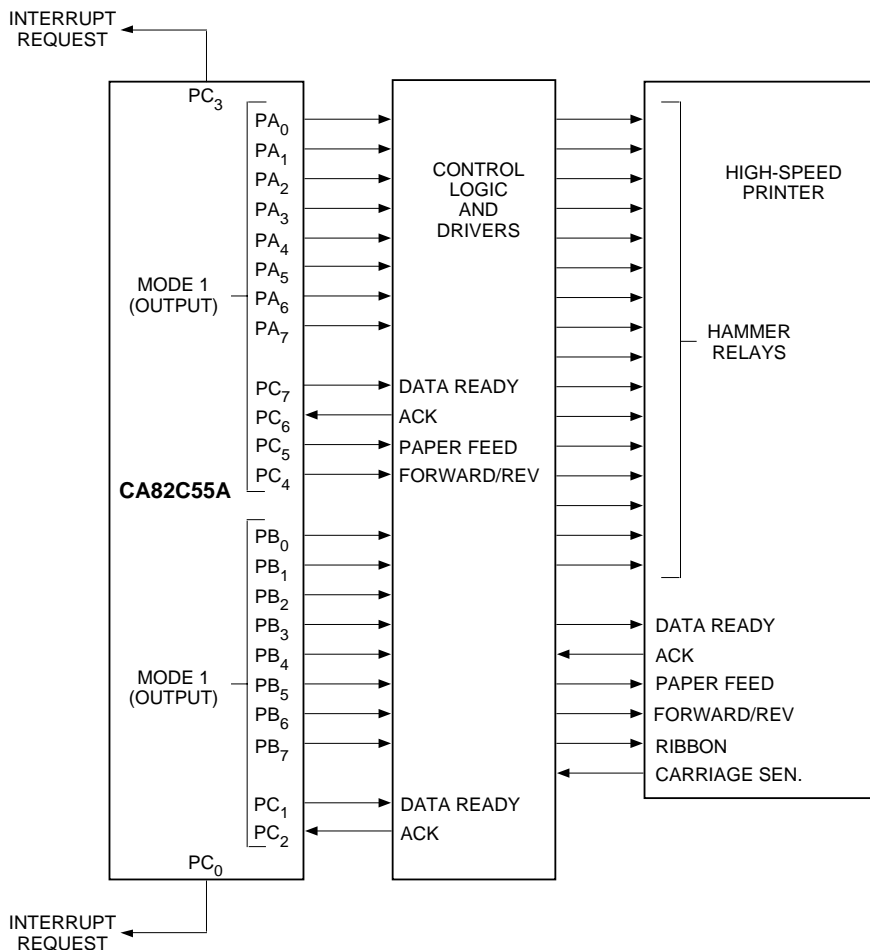 INTERRUPT
REQUEST
PC3
PA0
PA1
PA2
PA3
PA4
PA5
PA6
PA7
MODE 1
(OUTPUT)
PC7
PC6
PC5
PC4
CA82C55A
PB0
PB1
PB2
PB3
PB4
PB5
PB6
PB7
MODE 1
(OUTPUT)
PC1
PC2
PC0
INTERRUPT
REQUEST
CONTROL
LOGIC
AND
DRIVERS
DATA READY
ACK
PAPER FEED
FORWARD/REV
DATA READY
ACK
HIGH-SPEED
PRINTER
HAMMER
RELAYS
DATA READY
ACK
PAPER FEED
FORWARD/REV
RIBBON
CARRIAGE SEN.